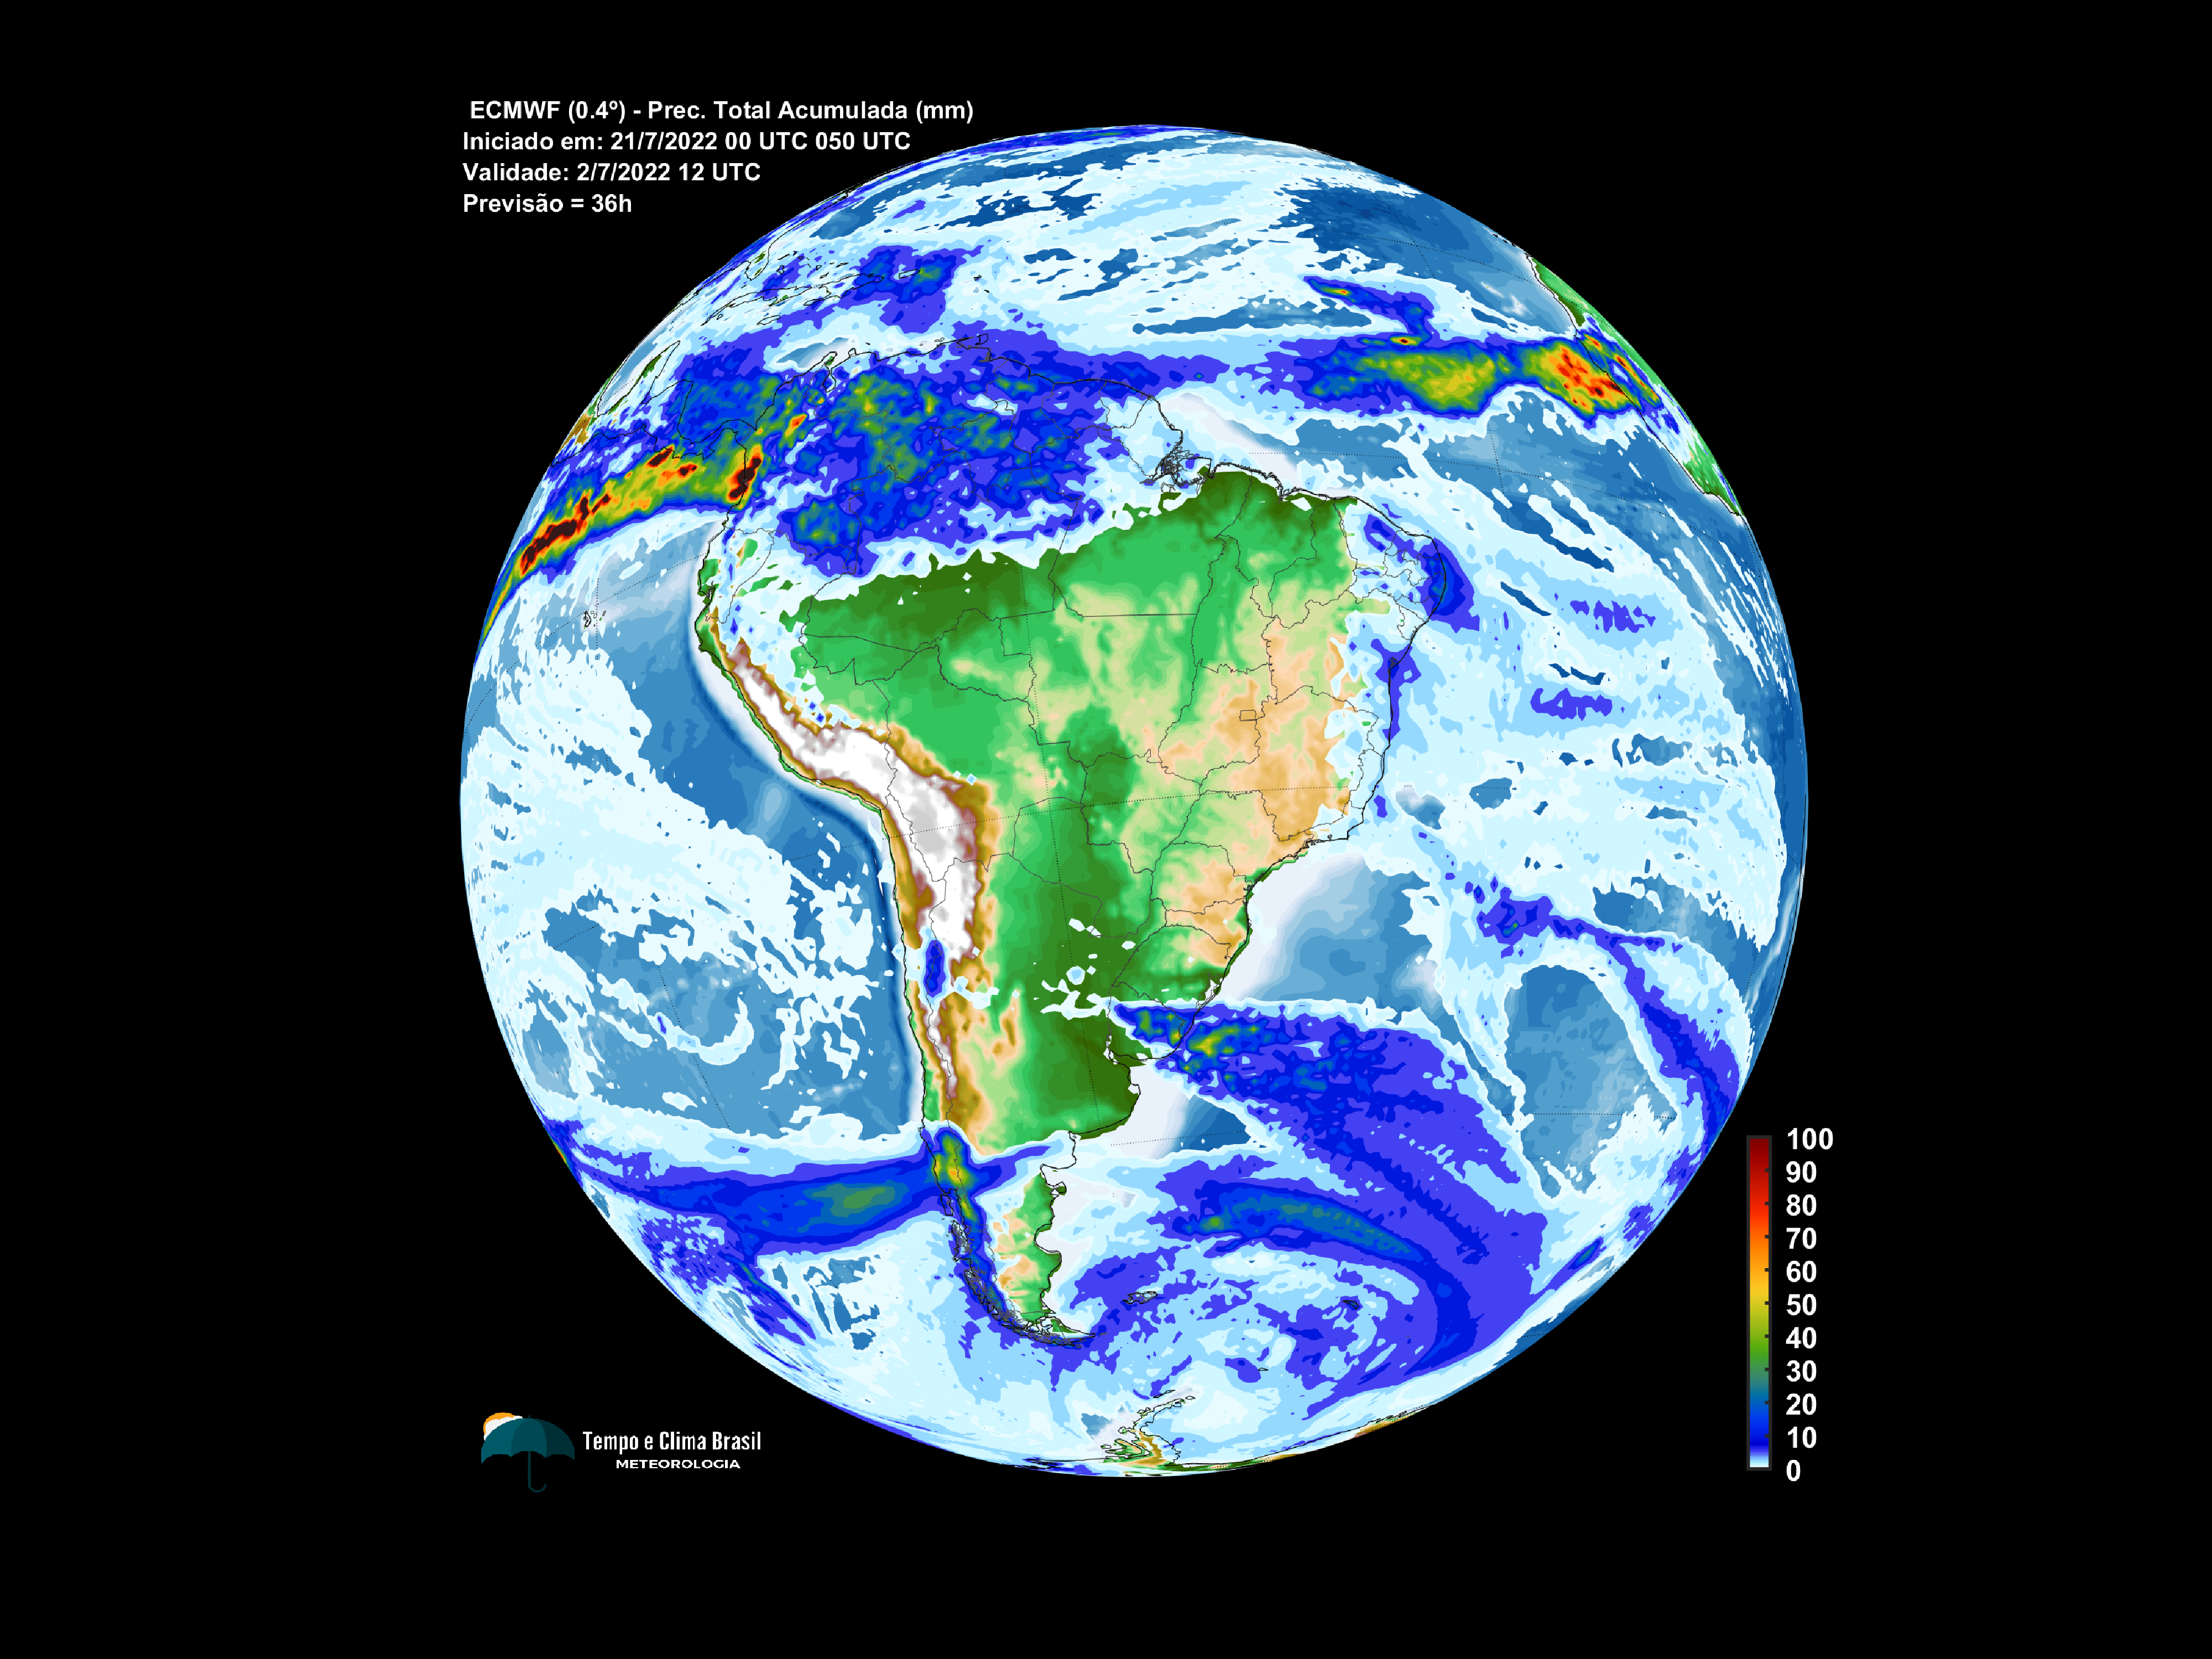 ECMWF (0.4º) - Prec. Total Acumulada (mm)
Iniciado em: 21/7/2022 00 UTC 050 UTC
Validade: 2/7/2022 12 UTC
Previsão = 36h
100
90
80
70
60
50
40
30
20
10
0
Tempo e Clima Brasil
METEOROLOGIA